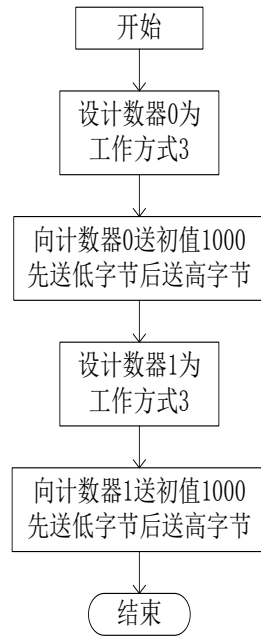 开始
设计数器0为
工作方式3
向计数器0送初值1000
先送低字节后送高字节
设计数器1为
工作方式3
向计数器1送初值1000
先送低字节后送高字节
结束